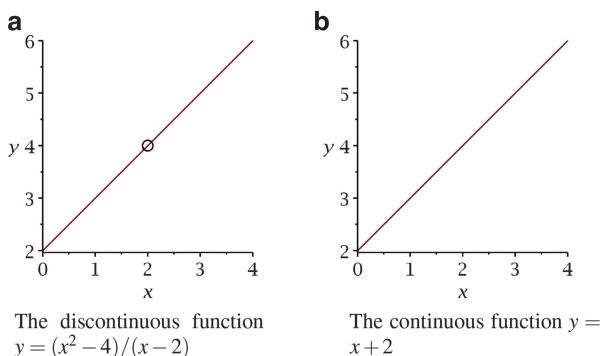 a
6
5
y 4
3
2
0 1 2 3 4
x
The discontinuous function
y = (x² − 4)/(x − 2)
b
6
5
y 4
3
2
0 1 2 3 4
x
The continuous function y =
x + 2